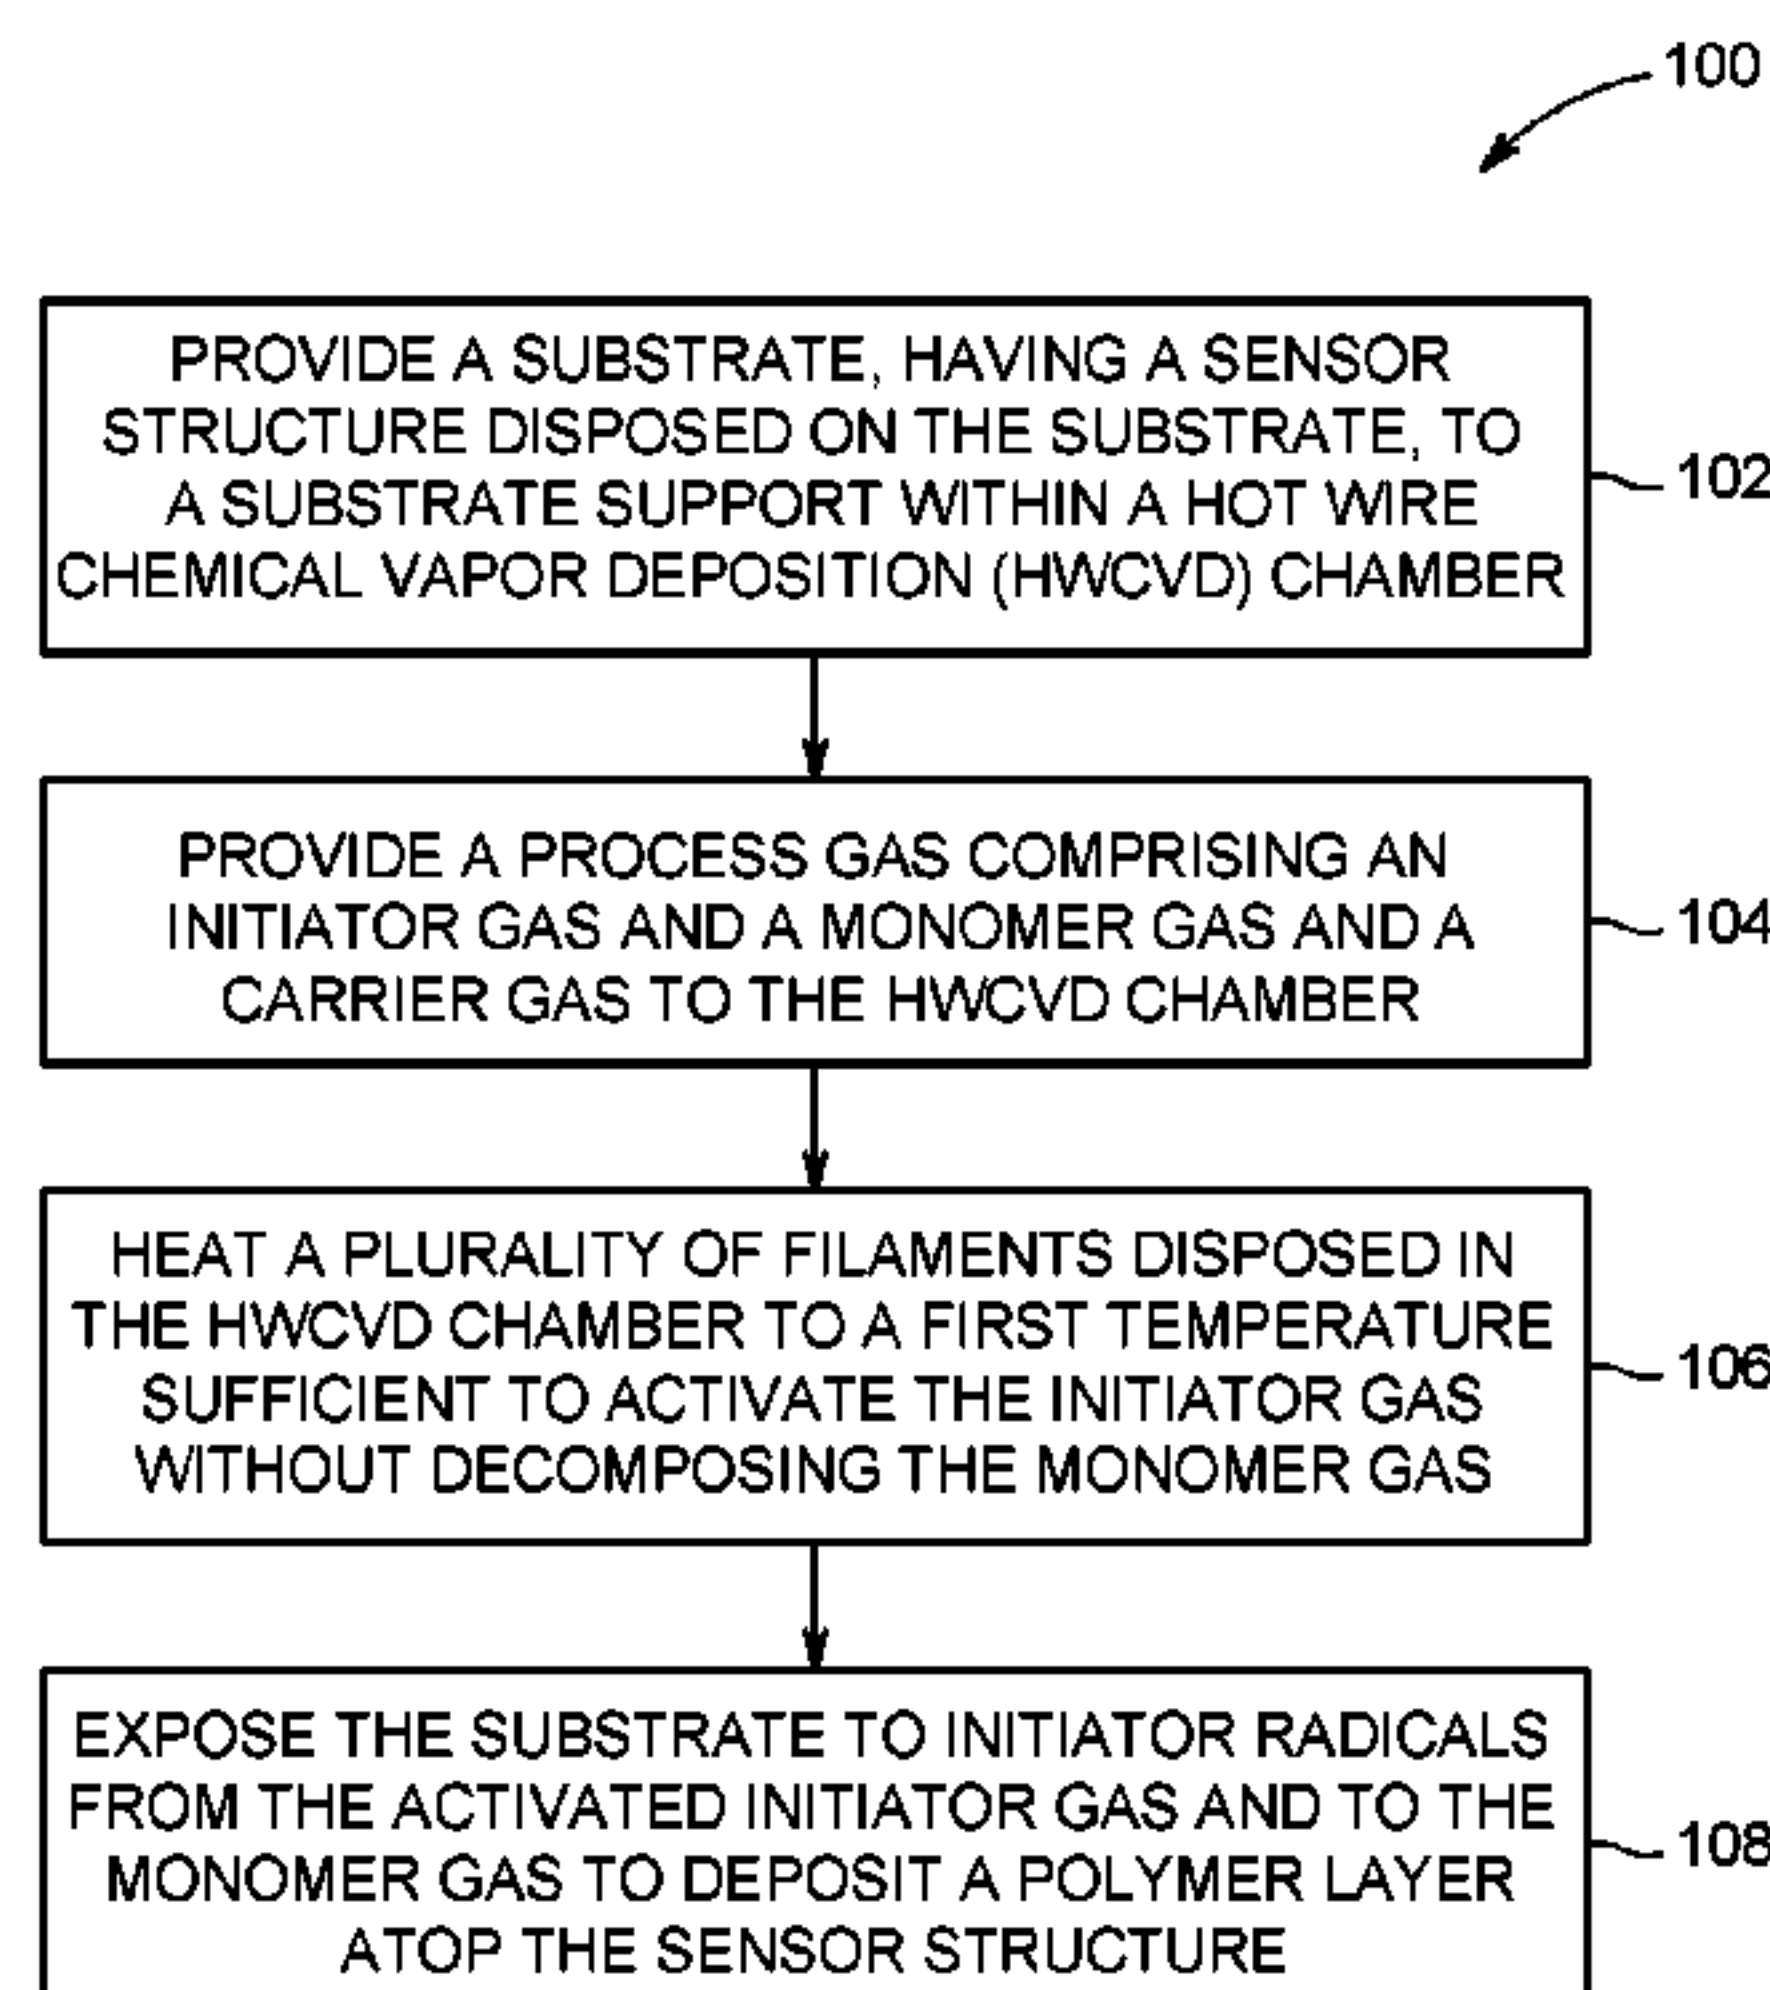 100
PROVIDE A SUBSTRATE, HAVING A SENSOR
STRUCTURE DISPOSED ON THE SUBSTRATE, TO
A SUBSTRATE SUPPORT WITHIN A HOT WIRE
CHEMICAL VAPOR DEPOSITION (HWCVD) CHAMBER
102
PROVIDE A PROCESS GAS COMPRISING AN
INITIATOR GAS AND A MONOMER GAS AND A
CARRIER GAS TO THE HWCVD CHAMBER
104
HEAT A PLURALITY OF FILAMENTS DISPOSED IN
THE HWCVD CHAMBER TO A FIRST TEMPERATURE
SUFFICIENT TO ACTIVATE THE INITIATOR GAS
WITHOUT DECOMPOSING THE MONOMER GAS
106
EXPOSE THE SUBSTRATE TO INITIATOR RADICALS
FROM THE ACTIVATED INITIATOR GAS AND TO THE
MONOMER GAS TO DEPOSIT A POLYMER LAYER
ATOP THE SENSOR STRUCTURE
108